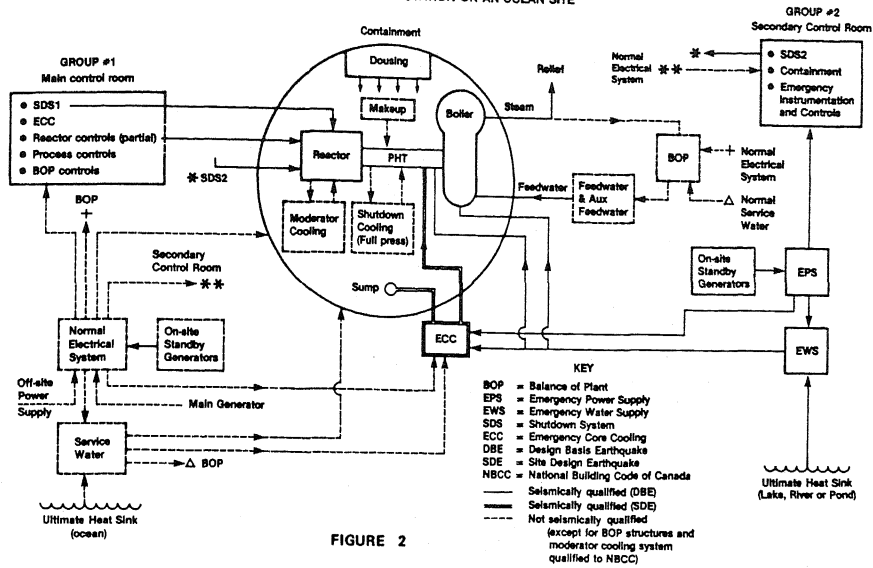 STATION ON AN OCEAN SITE
GROUP #1
Main control room
● SDS1
● ECC
● Reactor controls (partial)
● Process controls
● BOP controls
Containment
Dousing
Makeup
Boiler
Reactor
PHT
* SDS2
Moderator
Cooling
Shutdown
Cooling
(Full press)
Sump
Relief
Steam
Feedwater
Feedwater
& Aux
Feedwater
BOP
Normal
Electrical
System
Normal
Service
Water
GROUP #2
Secondary Control Room
● SDS2
● Containment
● Emergency
Instrumentation
and Controls
*
Normal
Electrical **
System
On-site
Standby
Generators
EPS
EWS
Ultimate Heat Sink
(Lake, River or Pond)
BOP
+
Secondary
Control Room
**
Normal
Electrical
System
On-site
Standby
Generators
Off-site
Power
Supply
Main Generator
Service
Water
Δ BOP
Ultimate Heat Sink
(ocean)
ECC
KEY
BOP = Balance of Plant
EPS = Emergency Power Supply
EWS = Emergency Water Supply
SDS = Shutdown System
ECC = Emergency Core Cooling
DBE = Design Basis Earthquake
SDE = Site Design Earthquake
NBCC = National Building Code of Canada
Seismically qualified (DBE)
Seismically qualified (SDE)
Not seismically qualified
(except for BOP structures and
moderator cooling system
qualified to NBCC)
FIGURE 2